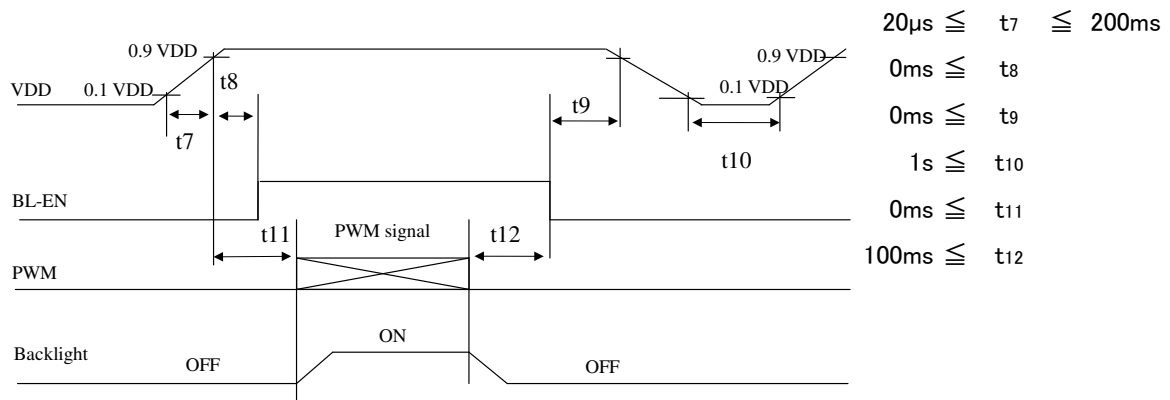 20μs ≦ t7 ≦ 200ms
0ms ≦ t8
0ms ≦ t9
1s ≦ t10
0ms ≦ t11
100ms ≦ t12
0.9 VDD
0.9 VDD
VDD
0.1 VDD
t8
t9
0.1 VDD
t7
t10
BL-EN
t11
PWM signal
t12
PWM
Backlight
OFF
ON
OFF